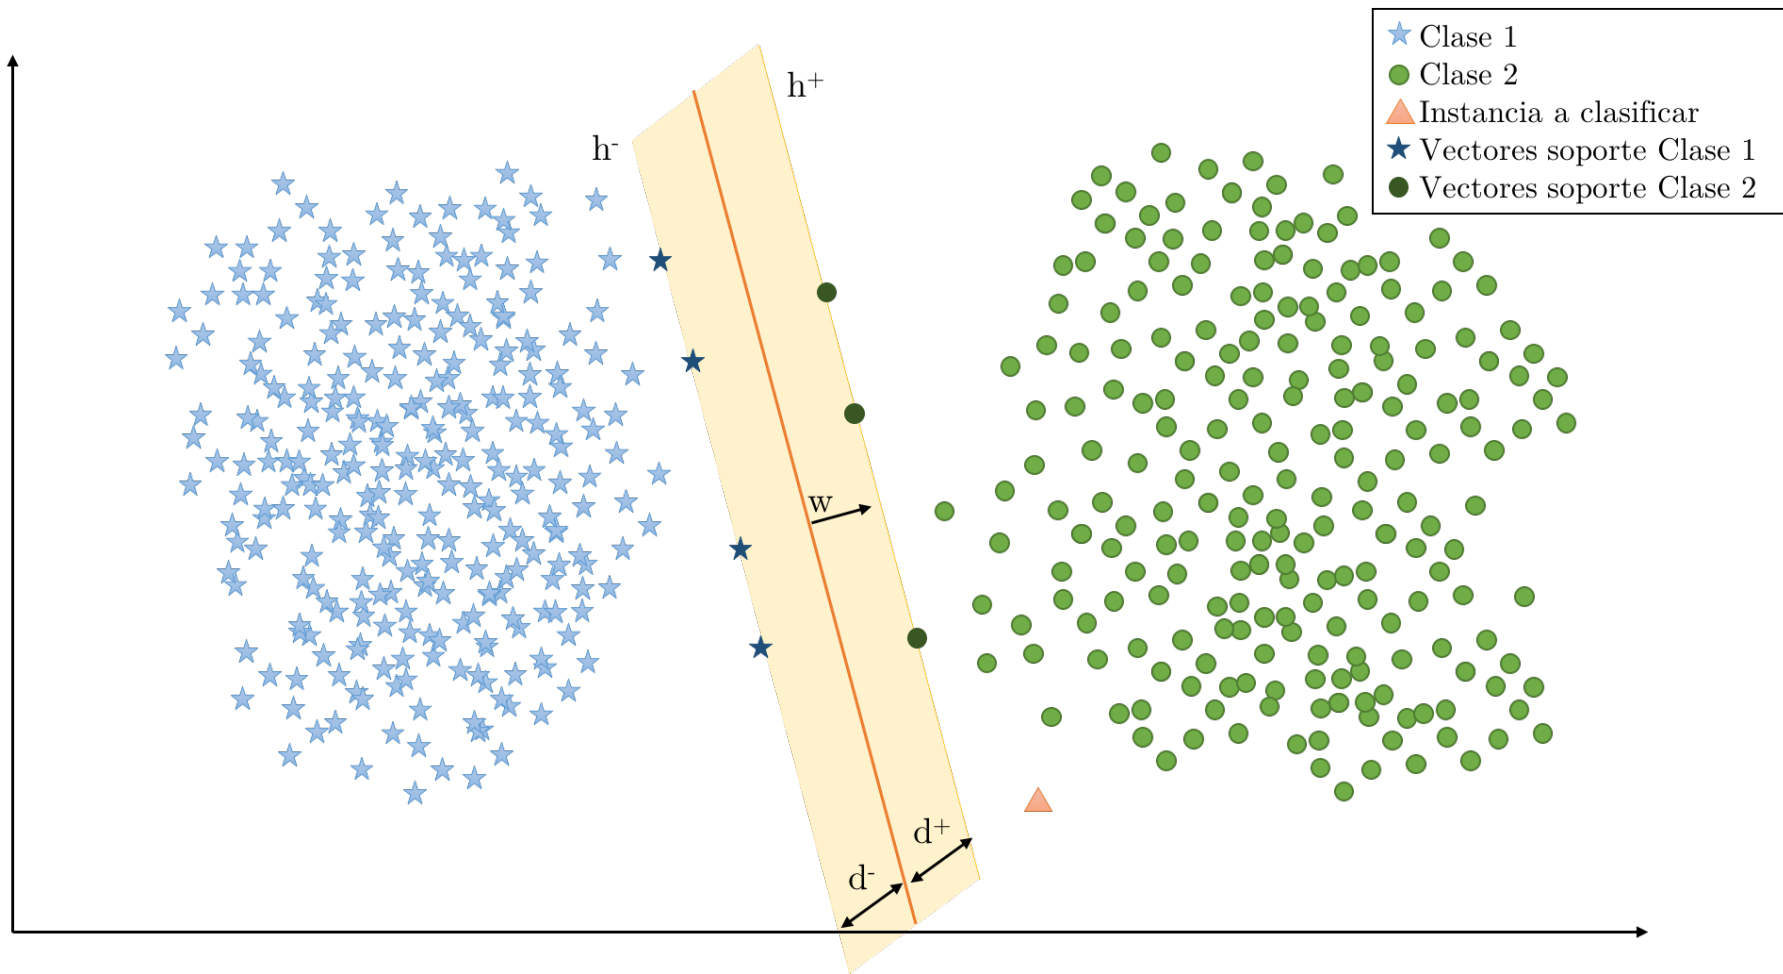 Clase 1
Clase 2
Instancia a clasificar
Vectores soporte Clase 1
Vectores soporte Clase 2
h⁺
h⁻
w
d⁺
d⁻